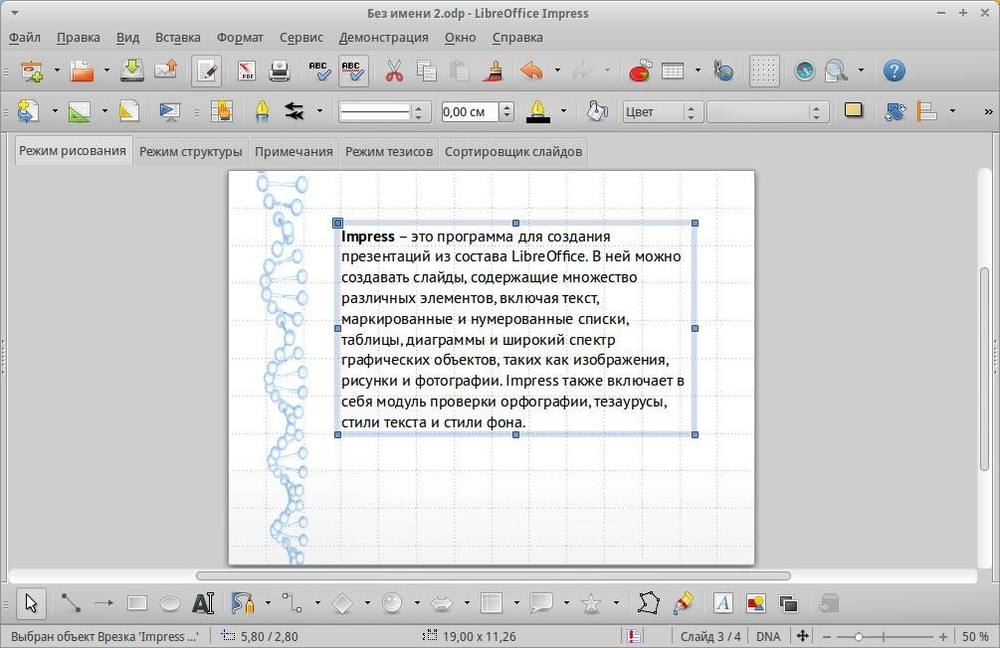 Без имени 2.odp - LibreOffice Impress
Файл Правка Вид Вставка Формат Сервис Демонстрация Окно Справка
PDF ABC ABC ?
0,00 см Цвет »
Режим рисования Режим структуры Примечания Режим тезисов Сортировщик слайдов
Impress – это программа для создания
презентаций из состава LibreOffice. В ней можно
создавать слайды, содержащие множество
различных элементов, включая текст,
маркированные и нумерованные списки,
таблицы, диаграммы и широкий спектр
графических объектов, таких как изображения,
рисунки и фотографии. Impress также включает в
себя модуль проверки орфографии, тезаурусы,
стили текста и стили фона.
Выбран объект Врезка 'Impress ...' 5,80 / 2,80 19,00 x 11,26 Слайд 3 / 4 DNA 50 %